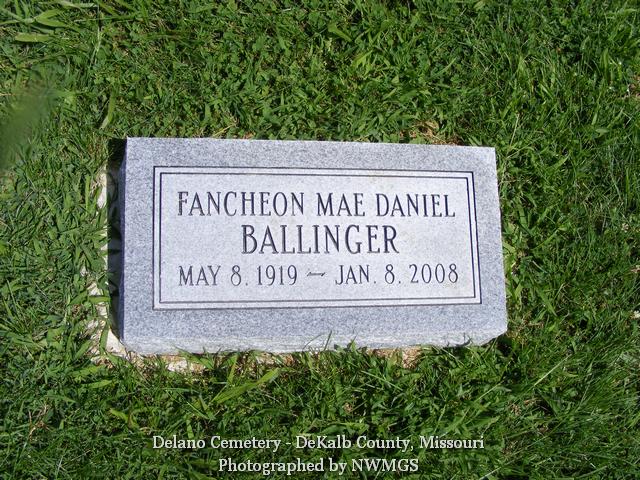 FANCHEON MAE DANIEL
BALLINGER
MAY 8, 1919 ~ JAN. 8, 2008
Delano Cemetery - DeKalb County, Missouri
Photographed by NWMGS